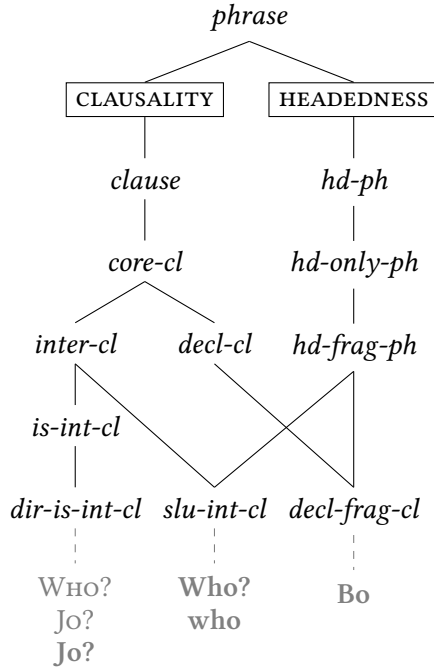 phrase
CLAUSALITY HEADEDNESS
clause hd-ph
core-cl hd-only-ph
inter-cl decl-cl hd-frag-ph
is-int-cl
dir-is-int-cl slu-int-cl decl-frag-cl
WHO? Who? Bo
JO? who
Jo?